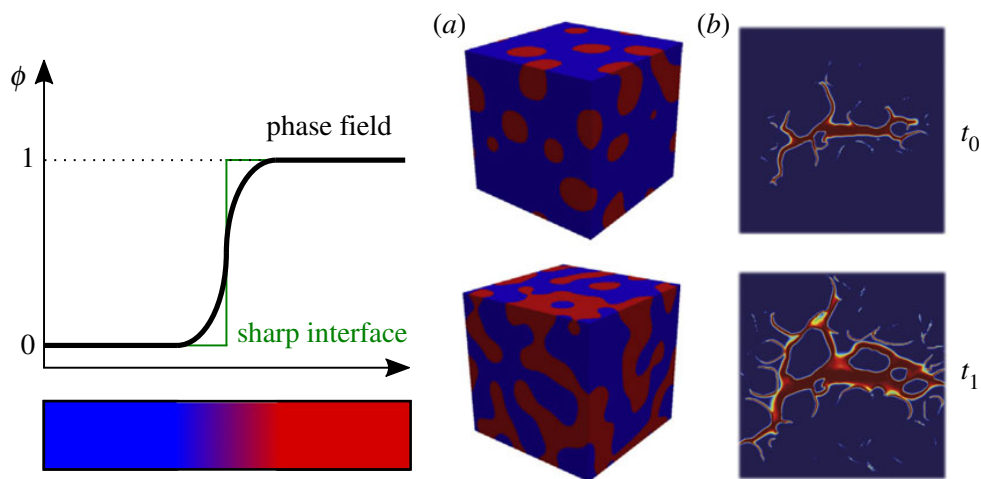 (a)
(b)
ϕ
phase field
1
t0
sharp interface
0
t1